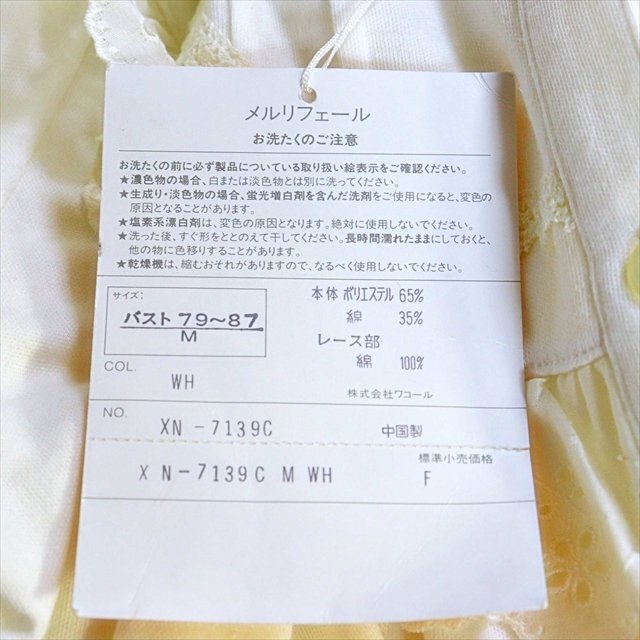 メルリフェール
お洗たくのご注意
お洗たくの前に必ず製品についている取り扱い絵表示をご確認ください。
★濃色物の場合、白または淡色物とは別に洗ってください。
★生成り・淡色物の場合、蛍光増白剤を含んだ洗剤をご使用になると、変色の
原因となることがあります。
★塩素系漂白剤は、変色の原因となります。絶対に使用しないでください。
★洗った後、すぐ形をととのえて干してください。長時間濡れたままにしておくと、
他の物に色移りすることがあります。
★乾燥機は、縮むおそれがありますので、なるべく使用しないでください。
サイズ:
バスト 79〜87
M
本体 ポリエステル 65%
綿 35%
レース部
綿 100%
COL.
WH
株式会社ワコール
NO.
XN-7139C
中国製
XN-7139C M WH
標準小売価格
F